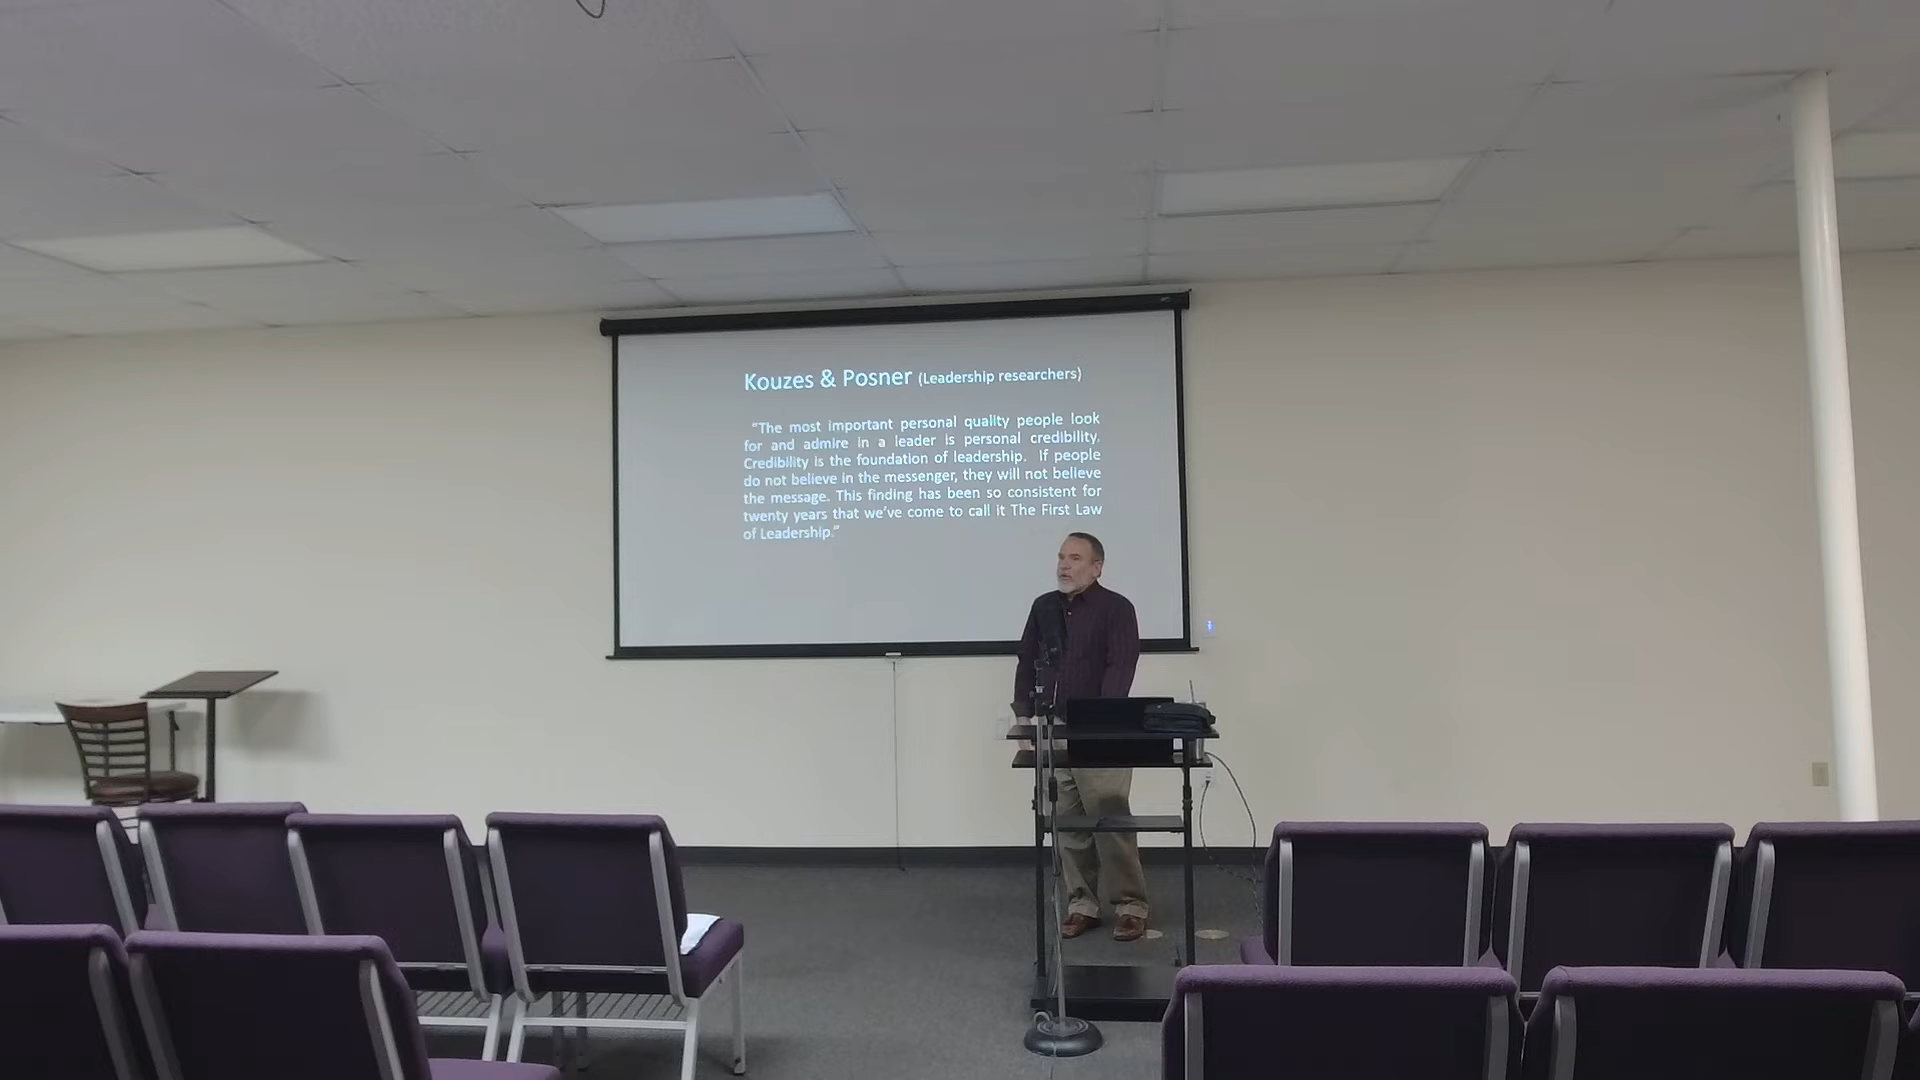 Kouzes & Posner (Leadership researchers)
"The most important personal quality people look
for and admire in a leader is personal credibility.
Credibility is the foundation of leadership. If people
do not believe in the messenger, they will not believe
the message. This finding has been so consistent for
twenty years that we've come to call it The First Law
of Leadership."